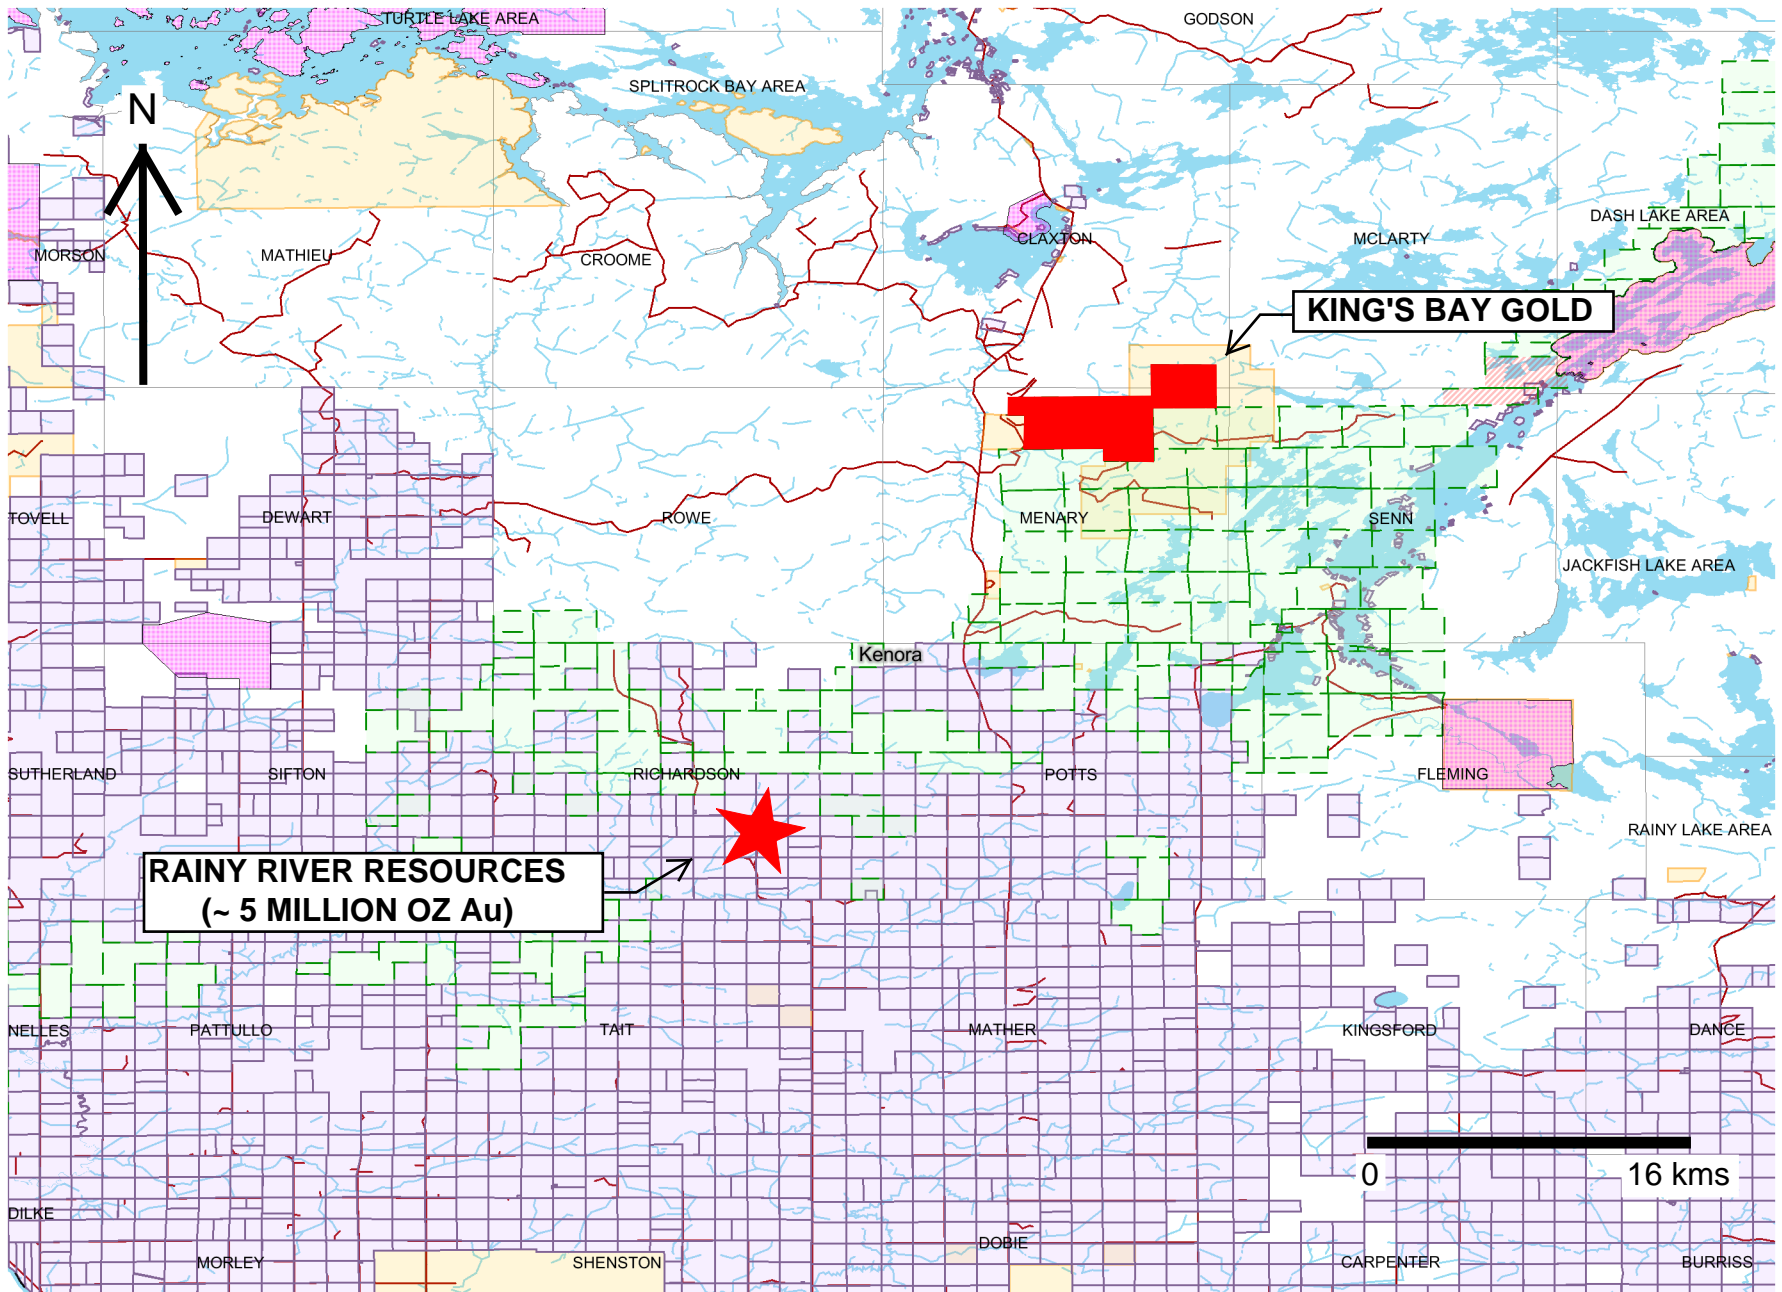 TURTLE LAKE AREA
GODSON
SPLITROCK BAY AREA
N
DASH LAKE AREA
MORSON
MATHIEU
CROOME
CLAXTON
MCLARTY
KING'S BAY GOLD
TOVELL
DEWART
ROWE
MENARY
SENN
JACKFISH LAKE AREA
Kenora
SUTHERLAND
SIFTON
RICHARDSON
POTTS
FLEMING
RAINY LAKE AREA
RAINY RIVER RESOURCES
(~ 5 MILLION OZ Au)
NELLES
PATTULLO
TAIT
MATHER
KINGSFORD
DANCE
0
16 kms
DILKE
MORLEY
SHENSTON
DOBIE
CARPENTER
BURRISS